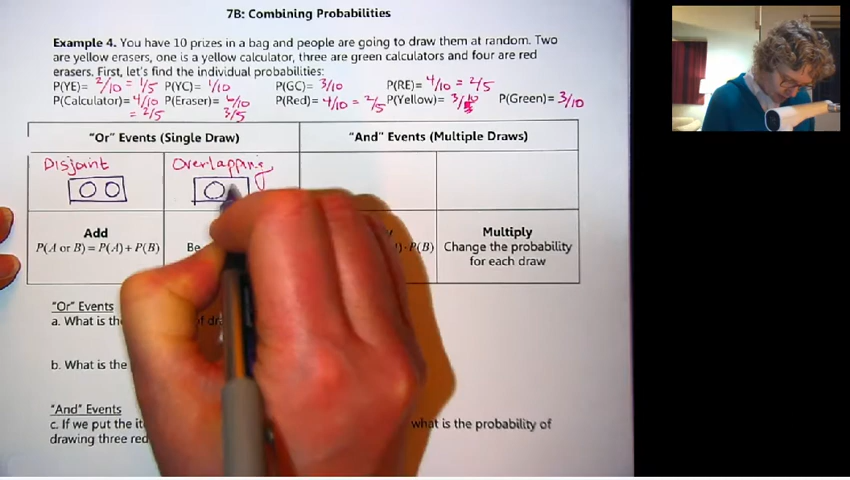 7B: Combining Probabilities
Example 4. You have 10 prizes in a bag and people are going to draw them at random. Two
are yellow erasers, one is a yellow calculator, three are green calculators and four are red
erasers. First, let's find the individual probabilities:
P(YE)= 2/10 = 1/5 P(YC)= 1/10 P(GC)= 3/10 P(RE)= 4/10 = 2/5
P(Calculator)= 4/10 P(Eraser)= 6/10 P(Red)= 4/10 = 2/5 P(Yellow)= 3/10 P(Green)= 3/10
= 2/5 3/5
"Or" Events (Single Draw) "And" Events (Multiple Draws)
Disjoint Overlapping
Add Multiply
P(A or B) = P(A) + P(B) Be P(B) Change the probability
for each draw
"Or" Events
a. What is the
b. What is the
"And" Events
c. If we put the what is the probability of
drawing three red